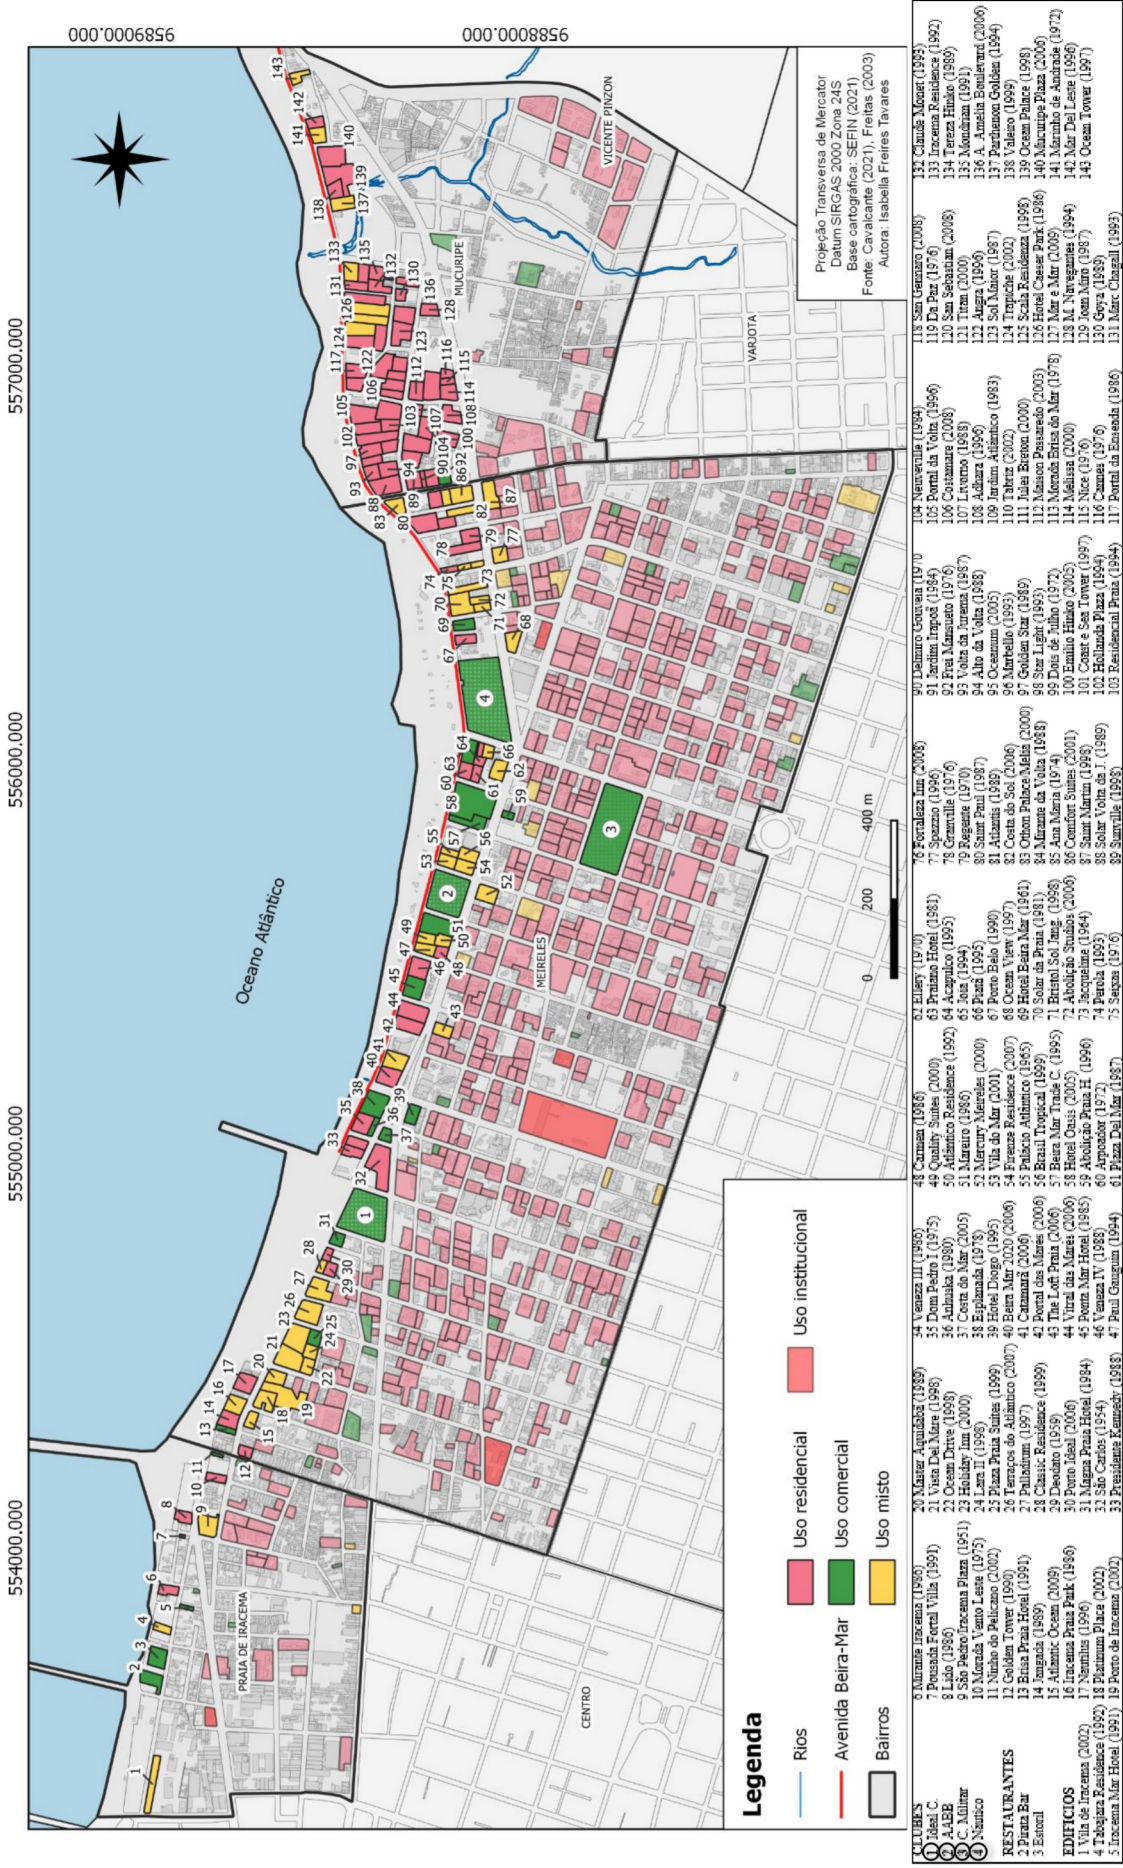 5540000.000
5550000.000
5560000.000
5570000.000
9589000.000
9588000.000
Oceano Atlântico
PRAIA DE IRACEMA
CENTRO
MEIRELES
MUCURIPE
VARJOTA
VICENTE PINZON
0 200 400 m
Legenda
Rios
Avenida Beira-Mar
Bairros
Uso residencial
Uso comercial
Uso misto
Uso institucional
Projeção Transversa de Mercator
Datum SIRGAS 2000 Zona 24S
Base cartográfica: SEFIN (2021)
Fonte: Cavalcante (2021), Freitas (2003)
Autora: Isabella Freires Tavares
CLUBES
1 Ideal C.
2 AABB
3 C. Militar
4 Naútico
RESTAURANTES
2 Pirata Bar
3 Estoril
EDIFÍCIOS
1 Vila de Iracema (2002)
4 Tabajara Residence (1992)
5 Iracema Mar Hotel (1991)
6 Mirante Iracema (1986)
7 Pousada Portal Villa (1991)
8 Lido (1986)
9 São Pedro/Iracema Plaza (1951)
10 Morada Vento Leste (1975)
11 Ninho do Pelicano (2002)
12 Golden Tower (1990)
13 Brisa Praia Hotel (1991)
14 Jangada (1989)
15 Atlantic Ocean (2009)
16 Iracema Praia Park (1986)
17 Nautilus (1996)
18 Platinum Place (2002)
19 Porto de Iracema (2002)
20 Máster Aquidabã (1989)
21 Vista Del Mare (1998)
22 Ocean Drive (1998)
23 Holiday Inn (2000)
24 Lara II (1998)
25 Plaza Praia Suites (1999)
26 Terraços do Atlântico (2007)
27 Palladium (1997)
28 Classic Residence (1999)
29 Deodato (1959)
30 Porto Ideal (2006)
31 Magna Praia Hotel (1984)
32 São Carlos (1954)
33 Presidente Kennedy (1988)
34 Veneza III (1986)
35 Dom Pedro I (1975)
36 Anhuska (1980)
37 Costa do Mar (2005)
38 Esplanada (1978)
39 Hotel Diogo (1995)
40 Beira Mar 2020 (2006)
41 Catamarã (2006)
42 Portal das Marés (2006)
43 The Loft Praia (2006)
44 Vitral das Marés (2006)
45 Ponta Mar Hotel (1985)
46 Veneza IV (1988)
47 Paul Gauguin (1994)
48 Carmen (1986)
49 Quality Suites (2000)
50 Atlântico Residence (1992)
51 Mareiro (1986)
52 Mercury Meireles (2000)
53 Vila do Mar (2001)
54 Firenze Residence (2007)
55 Palácio Atlântico (1965)
56 Brasil Tropical (1999)
57 Beira Mar Trade C. (1995)
58 Hotel Oasis (2005)
59 Abolição Praia H. (1996)
60 Arpoador (1972)
61 Plaza Del Mar (1987)
62 Ellery (1970)
63 Praiano Hotel (1981)
64 Acapulco (1995)
65 Joia (1994)
66 Piatã (1995)
67 Porto Belo (1990)
68 Ocean View (1997)
69 Hotel Beira Mar (1961)
70 Solar da Praia (1981)
71 Bristol Sol Jang. (1998)
72 Abolição Studios (2006)
73 Jacqueline (1964)
74 Parola (1993)
75 Seixas (1976)
76 Fortaleza Inn (2008)
77 Spazzio (1996)
78 Granville (1976)
79 Regente (1970)
80 Saint Paul (1987)
81 Atlantis (1989)
82 Costa do Sol (2006)
83 Othon Palace/Meliá (2000)
84 Mirante da Volta (1988)
85 Ana Maria (1974)
86 Comfort Suites (2001)
87 Saint Martin (1998)
88 Solar Volta da J. (1989)
89 Sunville (1998)
90 Delmiro Gouveia (1970
91 Jardim Irapoã (1984)
92 Frei Mansueto (1976)
93 Volta da Jurema (1987)
94 Alto da Volta (1988)
95 Oceanum (2005)
96 Marbello (1993)
97 Golden Star (1989)
98 Star Light (1993)
99 Dois de Julho (1972)
100 Emílio Hinko (2005)
101 Coast e Sea Tower (1997)
102 Hollanda Plaza (1994)
103 Residencial Praia (1994)
104 Neuveville (1984)
105 Portal da Volta (1996)
106 Costamare (2008)
107 Livorno (1988)
108 Adhara (1996)
109 Jardim Atlântico (1983)
110 Tabriz (2002)
111 Jules Breton (2000)
112 Maison Passaredo (2003)
113 Morada Brisa do Mar (1978)
114 Melissa (2000)
115 Nice (1976)
116 Cannes (1976)
117 Portal da Enseada (1986)
118 San Gennaro (2008)
119 Da Paz (1976)
120 San Sebastian (2008)
121 Titan (2000)
122 Angra (1996)
123 Sol Maior (1987)
124 Trapiche (2002)
125 Scala Residenza (1998)
126 Hotel Caeser Park (1986)
127 Mar e Mar (2009)
128 M. Navegantes (1994)
129 Joan Miro (1987)
130 Goya (1989)
131 Marc Chagall (1993)
132 Claude Monet (1993)
133 Iracema Residence (1992)
134 Tereza Hinko (1989)
135 Mondrian (1991)
136 A. Amelia Boulevard (2006)
137 Parthenon Golden (1994)
138 Valeiro (1999)
139 Ocean Palace (1998)
140 Mucuripe Plaza (2006)
141 Marinho de Andrade (1972)
142 Mar Del Leste (1996)
143 Ocean Tower (1997)